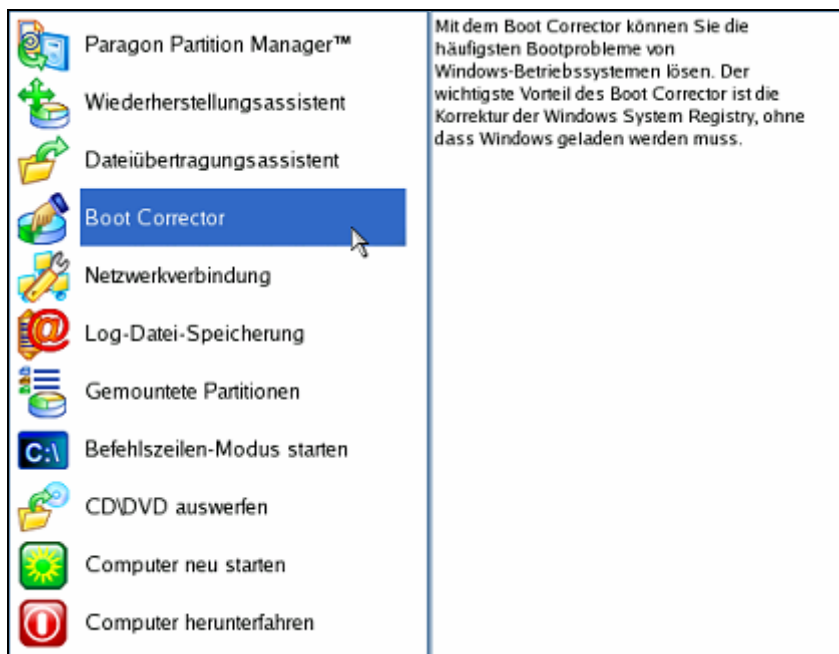 Paragon Partition Manager™
Wiederherstellungsassistent
Dateiübertragungsassistent
Boot Corrector
Netzwerkverbindung
Log-Datei-Speicherung
Gemountete Partitionen
C:\
Befehlszeilen-Modus starten
CD\DVD auswerfen
Computer neu starten
Computer herunterfahren
Mit dem Boot Corrector können Sie die
häufigsten Bootprobleme von
Windows-Betriebssystemen lösen. Der
wichtigste Vorteil des Boot Corrector ist die
Korrektur der Windows System Registry, ohne
dass Windows geladen werden muss.